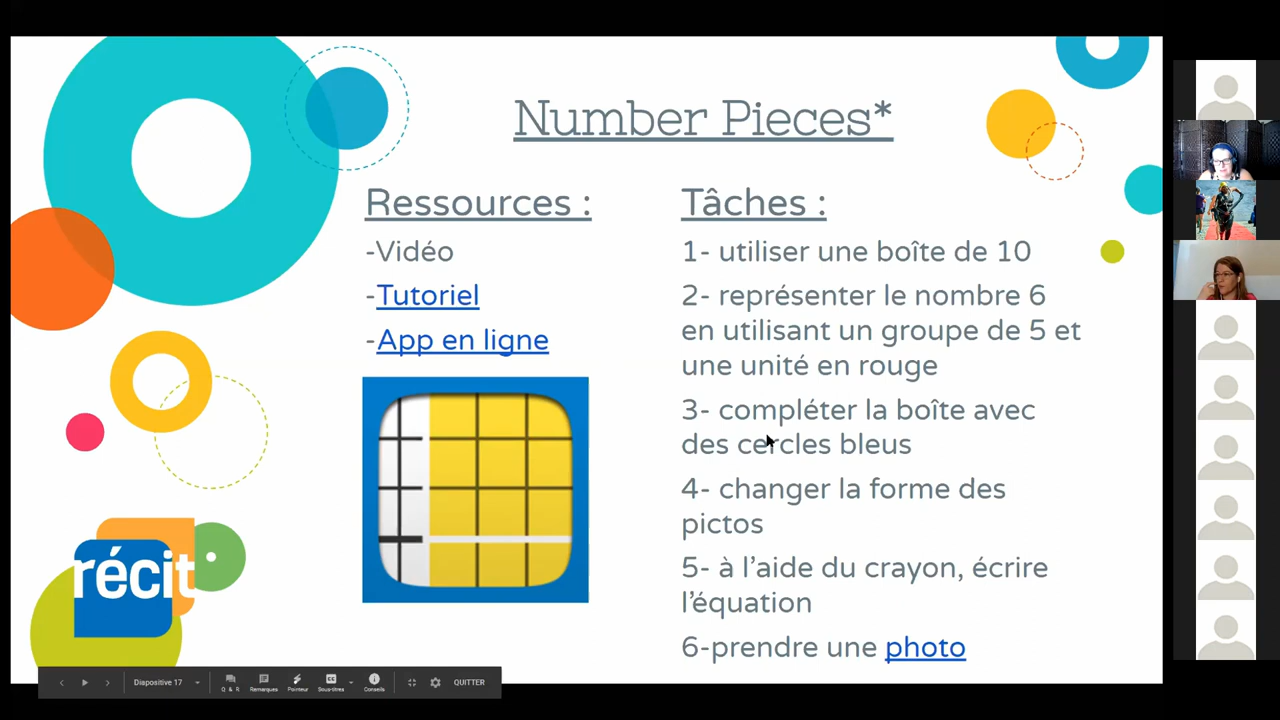 Number Pieces*
Ressources :
-Vidéo
-Tutoriel
-App en ligne
Tâches :
1- utiliser une boîte de 10
2- représenter le nombre 6
en utilisant un groupe de 5 et
une unité en rouge
3- compléter la boîte avec
des cercles bleus
4- changer la forme des
pictos
5- à l'aide du crayon, écrire
l'équation
6-prendre une photo
récit
Diapositive 17
Q & R
Remarques
Pointeur
Sous-titres
Conseils
QUITTER